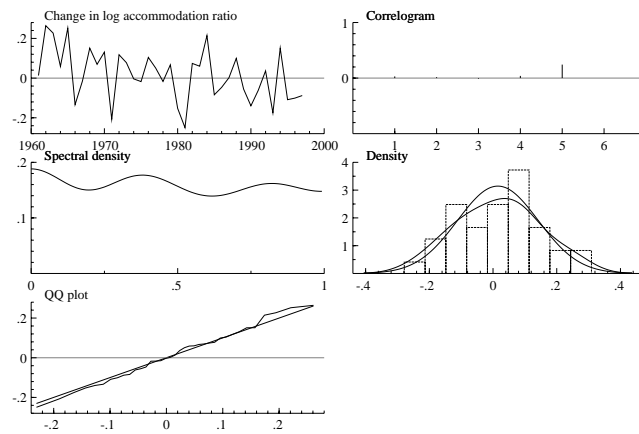 Change in log accommodation ratio
.2
0
-.2
1960 1970 1980 1990 2000
Correlogram
1
0
1 2 3 4 5 6
Spectral density
.2
.1
0 .5 1
Density
4
3
2
1
-.4 -.2 0 .2 .4
QQ plot
.2
0
-.2
-.2 -.1 0 .1 .2